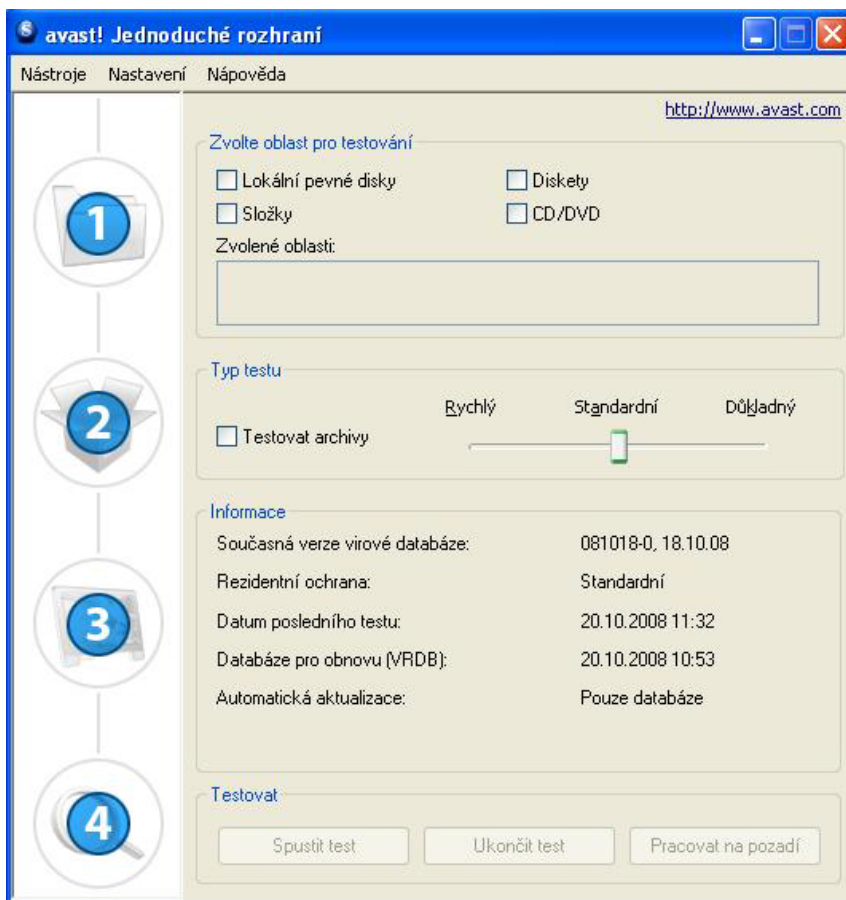 avast! Jednoduché rozhraní
Nástroje Nastavení Nápověda
http://www.avast.com
Zvolte oblast pro testování
Lokální pevné disky Diskety
Složky CD/DVD
Zvolené oblasti:
1
Typ testu
Rychlý Standardní Důkladný
Testovat archivy
2
Informace
Současná verze virové databáze: 081018-0, 18.10.08
Rezidentní ochrana: Standardní
Datum posledního testu: 20.10.2008 11:32
Databáze pro obnovu (VRDB): 20.10.2008 10:53
Automatická aktualizace: Pouze databáze
3
Testovat
Spustit test Ukončit test Pracovat na pozadí
4